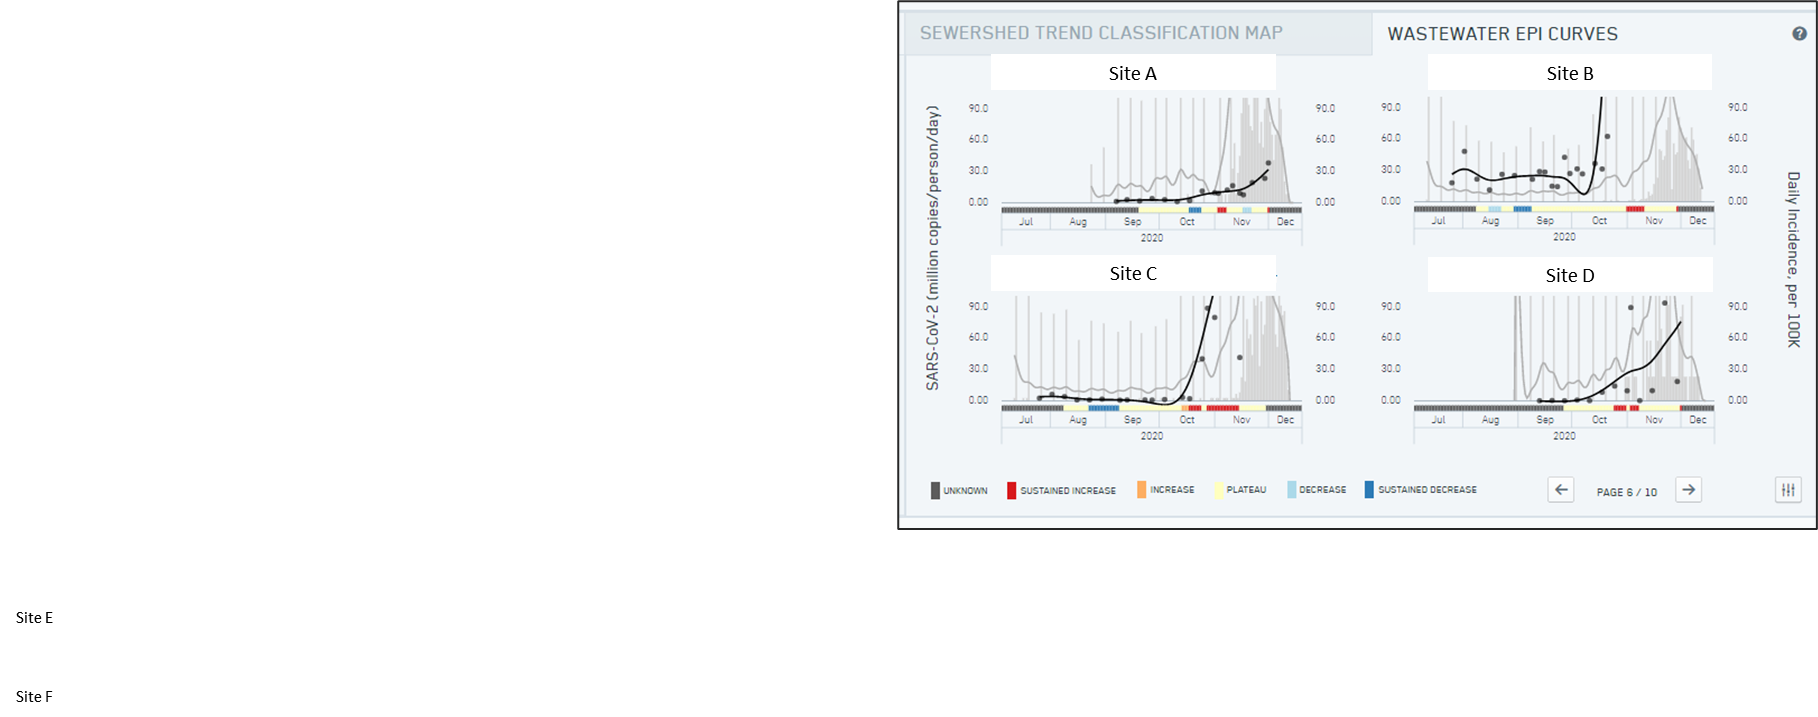 SEWERSHED TREND CLASSIFICATION MAP
WASTEWATER EPI CURVES
?
Site A
Site B
SARS-CoV-2 (million copies/person/day)
Daily Incidence, per 100K
90.0 90.0
60.0 60.0
30.0 30.0
0.00 0.00
Jul Aug Sep Oct Nov Dec
2020
90.0 90.0
60.0 60.0
30.0 30.0
0.00 0.00
Jul Aug Sep Oct Nov Dec
2020
Site C
Site D
90.0 90.0
60.0 60.0
30.0 30.0
0.00 0.00
Jul Aug Sep Oct Nov Dec
2020
90.0 90.0
60.0 60.0
30.0 30.0
0.00 0.00
Jul Aug Sep Oct Nov Dec
2020
UNKNOWN SUSTAINED INCREASE INCREASE PLATEAU DECREASE SUSTAINED DECREASE
PAGE 6 / 10
Site E
Site F